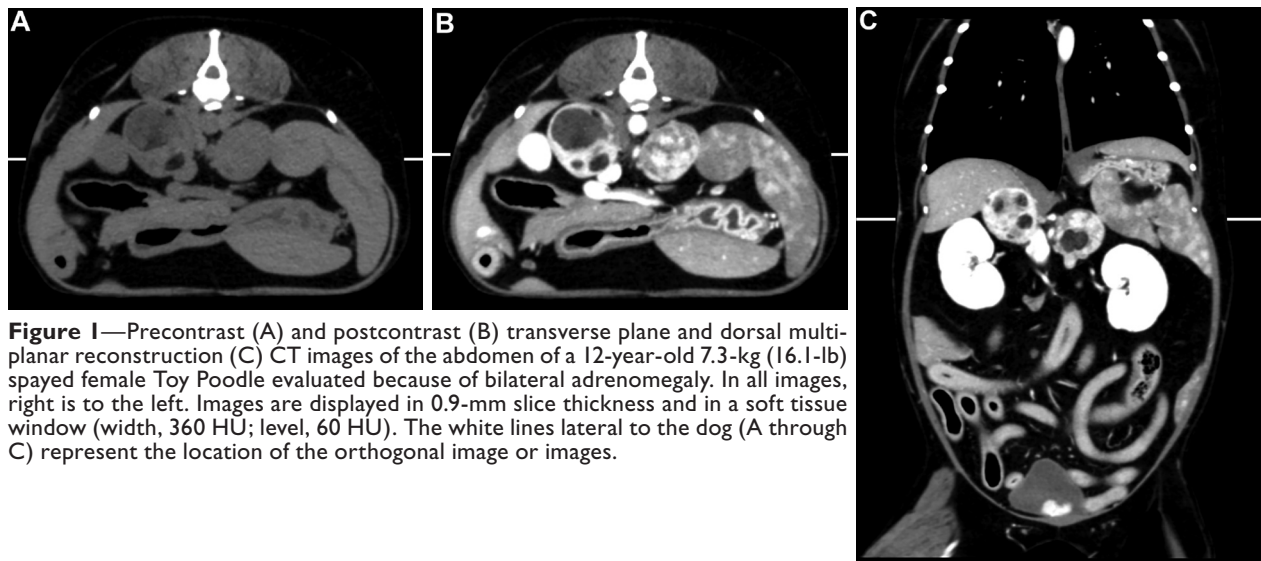 A
B
C
Figure 1—Precontrast (A) and postcontrast (B) transverse plane and dorsal multi-
planar reconstruction (C) CT images of the abdomen of a 12-year-old 7.3-kg (16.1-lb)
spayed female Toy Poodle evaluated because of bilateral adrenomegaly. In all images,
right is to the left. Images are displayed in 0.9-mm slice thickness and in a soft tissue
window (width, 360 HU; level, 60 HU). The white lines lateral to the dog (A through
C) represent the location of the orthogonal image or images.